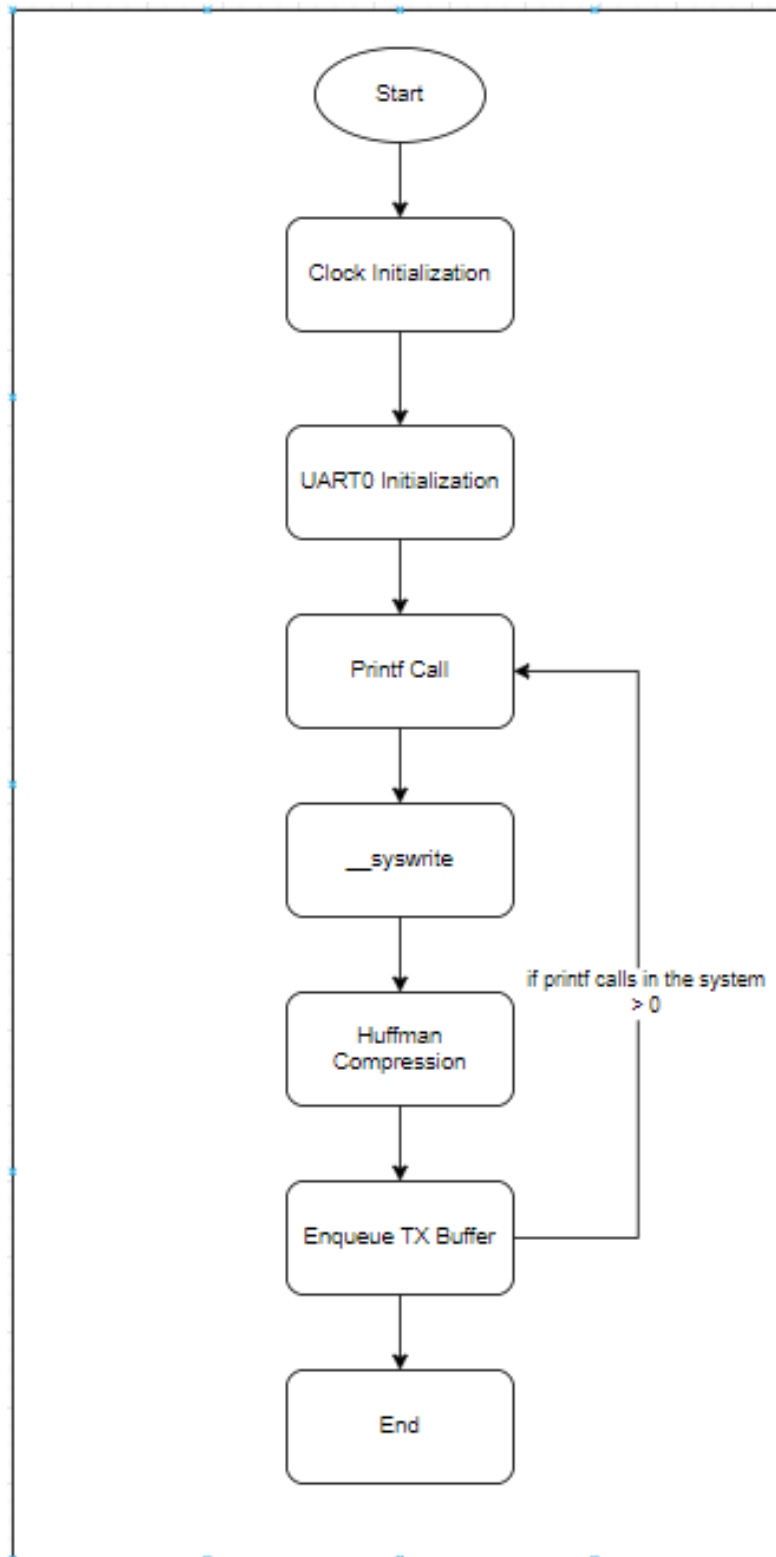 Start
Clock Initialization
UART0 Initialization
Printf Call
__syswrite
if printf calls in the system
> 0
Huffman
Compression
Enqueue TX Buffer
End